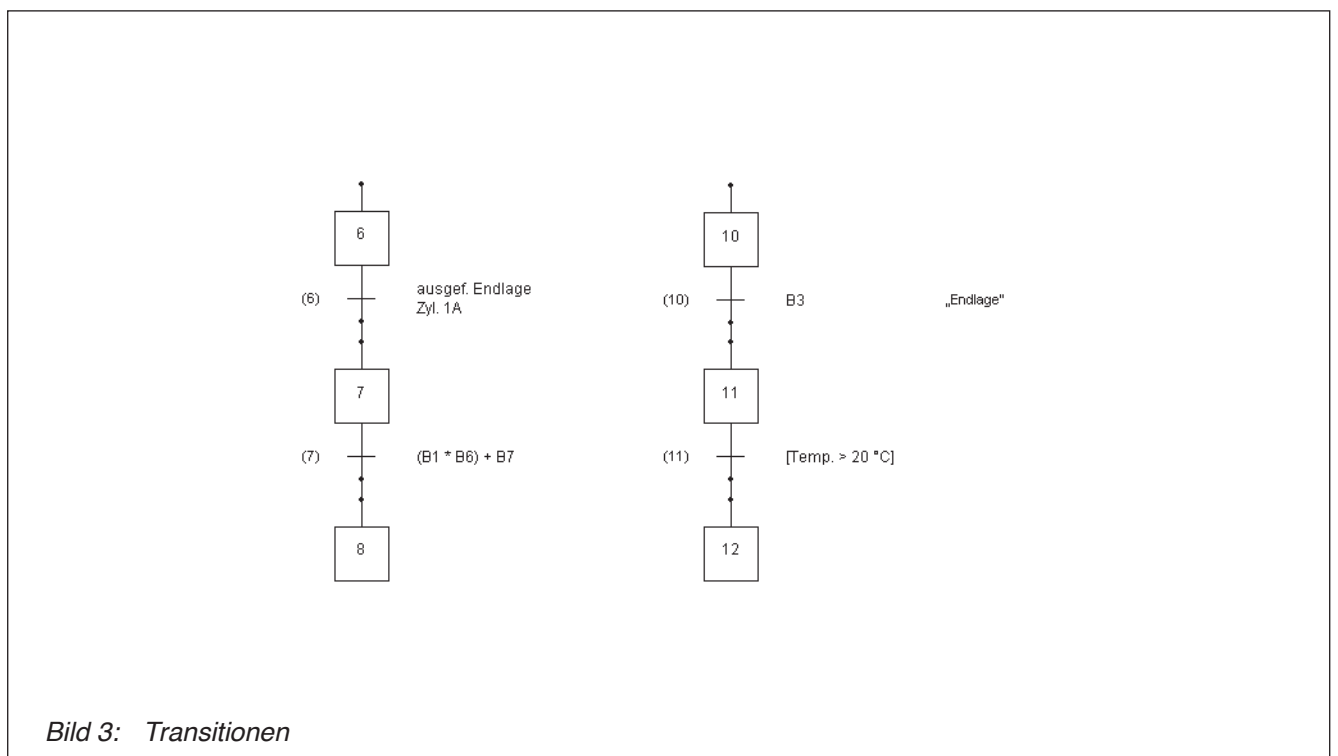 6
(6)
ausgef. Endlage
Zyl. 1A
7
(7)
(B1 * B6) + B7
8
10
(10)
B3
„Endlage"
11
(11)
[Temp. > 20 °C]
12
Bild 3: Transitionen